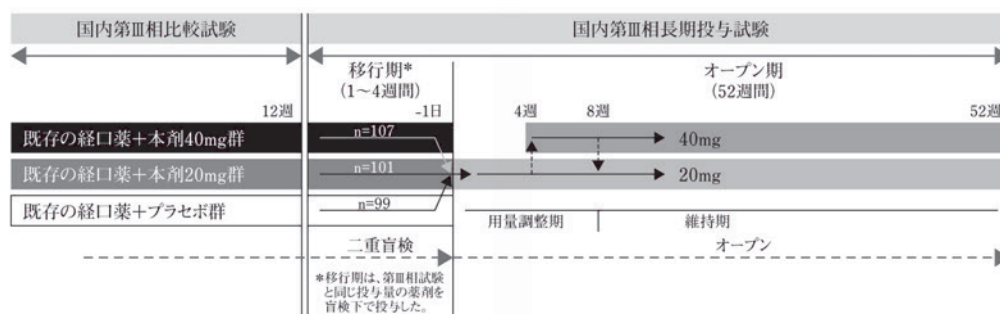 国内第Ⅲ相比較試験
国内第Ⅲ相長期投与試験
移行期*
(1〜4週間)
オープン期
(52週間)
12週
-1日
4週
8週
52週
既存の経口薬+本剤40mg群
n=107
40mg
既存の経口薬+本剤20mg群
n=101
20mg
既存の経口薬+プラセボ群
n=99
用量調整期
維持期
二重盲検
オープン
*移行期は、第Ⅲ相試験
と同じ投与量の薬剤を
盲検下で投与した。